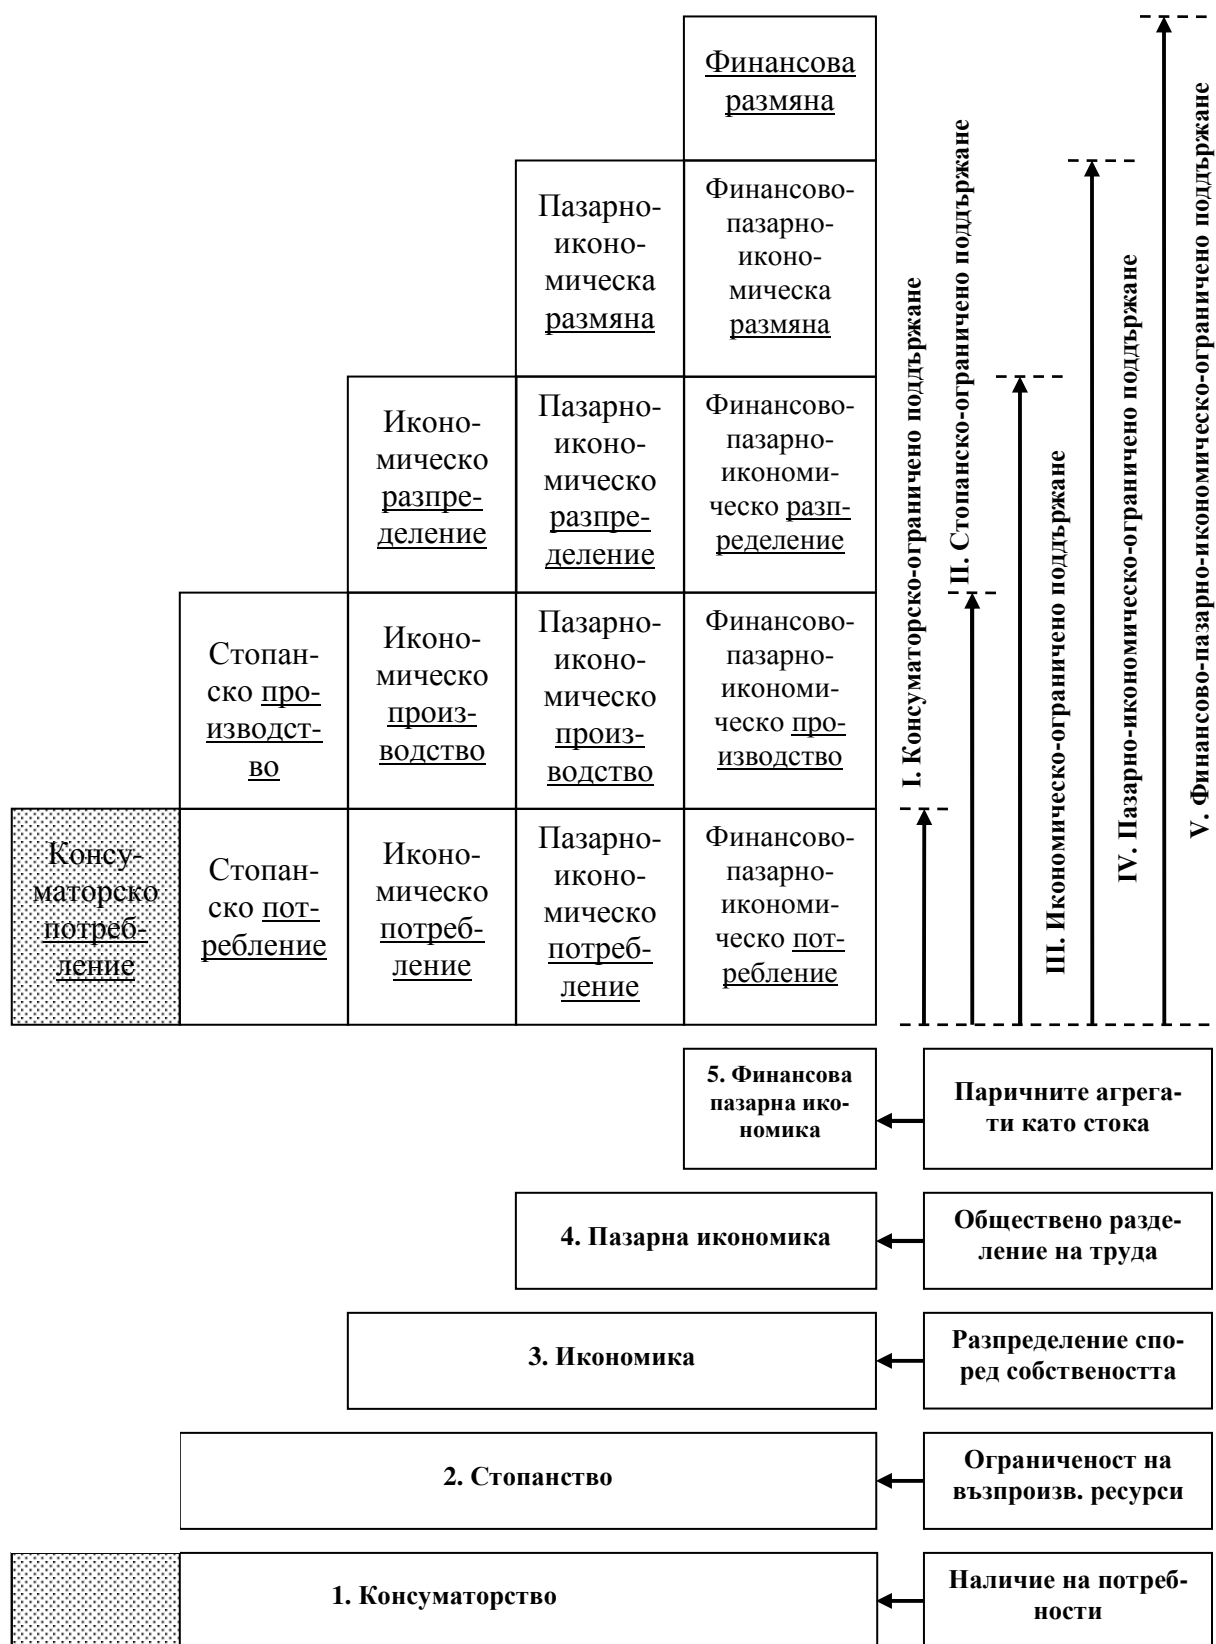 Финансова
размяна
Пазарно-
иконо-
мическа
размяна
Финансово-
пазарно-
иконо-
мическа
размяна
Иконо-
мическо
разпре-
деление
Пазарно-
иконо-
мическо
разпре-
деление
Финансово-
пазарно-
икономи-
ческо разп-
ределение
Стопан-
ско про-
изводст-
во
Иконо-
мическо
произ-
водство
Пазарно-
иконо-
мическо
произ-
водство
Финансово-
пазарно-
икономи-
ческо про-
изводство
Консу-
маторско
потреб-
ление
Стопан-
ско пот-
ребление
Иконо-
мическо
потреб-
ление
Пазарно-
иконо-
мическо
потреб-
ление
Финансово-
пазарно-
икономи-
ческо пот-
ребление
I. Консуматорско-ограничено поддържане
II. Стопанско-ограничено поддържане
III. Икономическо-ограничено поддържане
IV. Пазарно-икономическо-ограничено поддържане
V. Финансово-пазарно-икономическо-ограничено поддържане
5. Финансова
пазарна ико-
номика
Паричните агрега-
ти като стока
4. Пазарна икономика
Обществено разде-
ление на труда
3. Икономика
Разпределение спо-
ред собствеността
2. Стопанство
Ограниченост на
възпроизв. ресурси
1. Консуматорство
Наличие на потреб-
ности